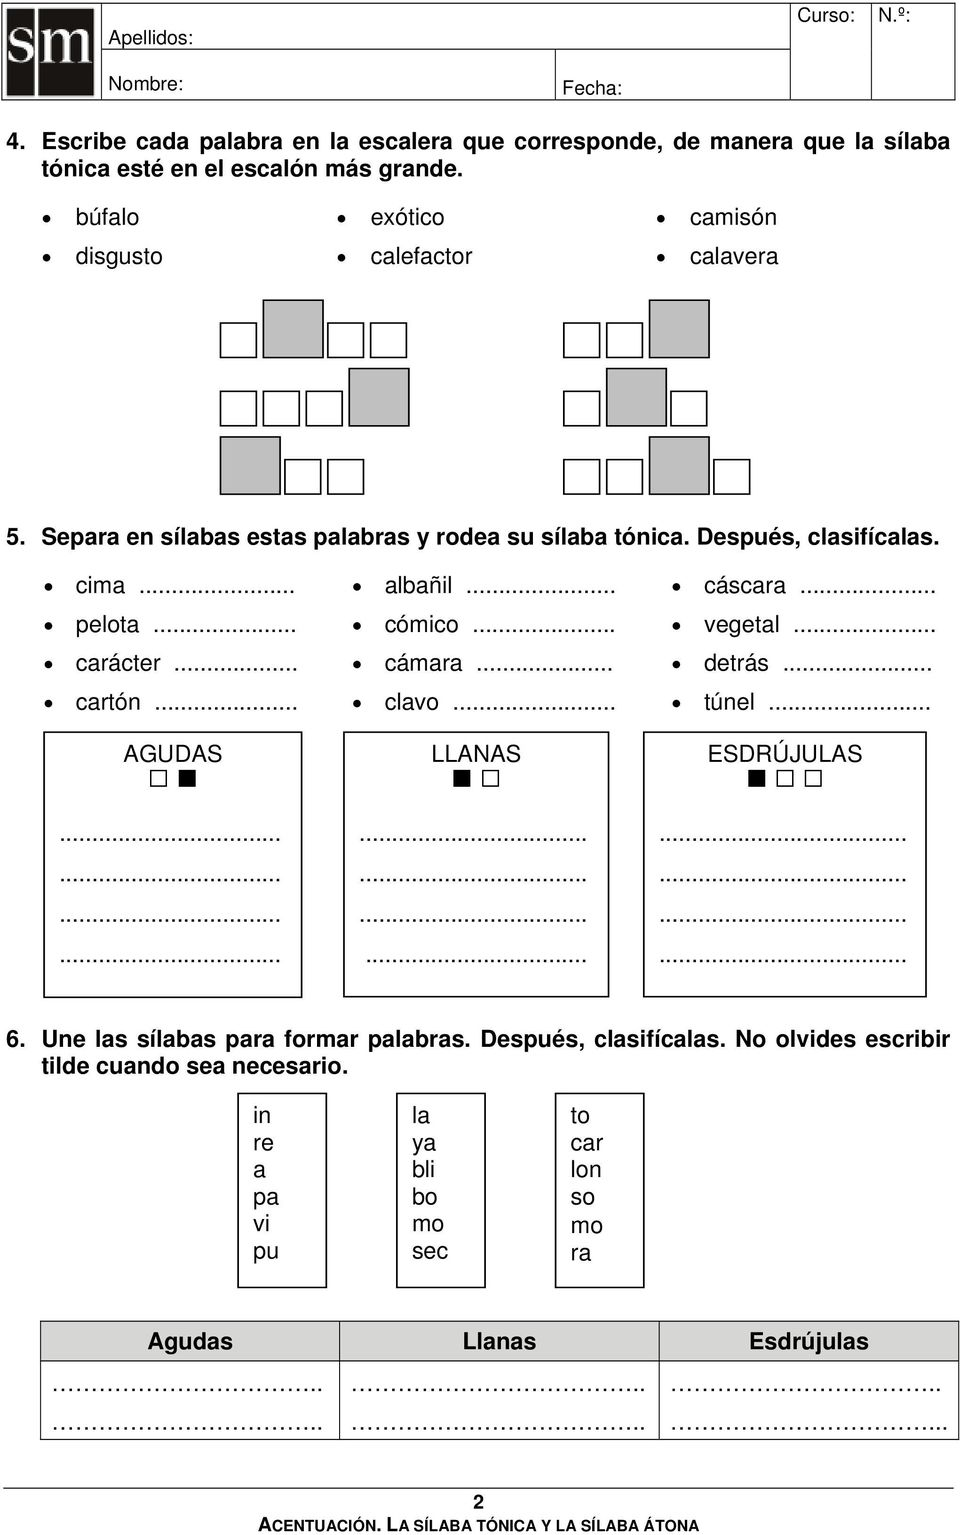 sm
Apellidos:
Curso: N.º:
Nombre:
Fecha:
4. Escribe cada palabra en la escalera que corresponde, de manera que la sílaba
tónica esté en el escalón más grande.
• búfalo • exótico • camisón
• disgusto • calefactor • calavera
5. Separa en sílabas estas palabras y rodea su sílaba tónica. Después, clasifícalas.
• cima ........................ • albañil ........................ • cáscara ........................
• pelota ........................ • cómico ........................ • vegetal ........................
• carácter ........................ • cámara ........................ • detrás ........................
• cartón ........................ • clavo ........................ • túnel ........................
AGUDAS LLANAS ESDRÚJULAS
.................................. .................................. ..................................
.................................. .................................. ..................................
.................................. .................................. ..................................
.................................. .................................. ..................................
6. Une las sílabas para formar palabras. Después, clasifícalas. No olvides escribir
tilde cuando sea necesario.
in la to
re ya car
a bli lon
pa bo so
vi mo mo
pu sec ra
Agudas Llanas Esdrújulas
.................................. .................................. ..................................
.................................. .................................. ..................................
2
ACENTUACIÓN. LA SÍLABA TÓNICA Y LA SÍLABA ÁTONA